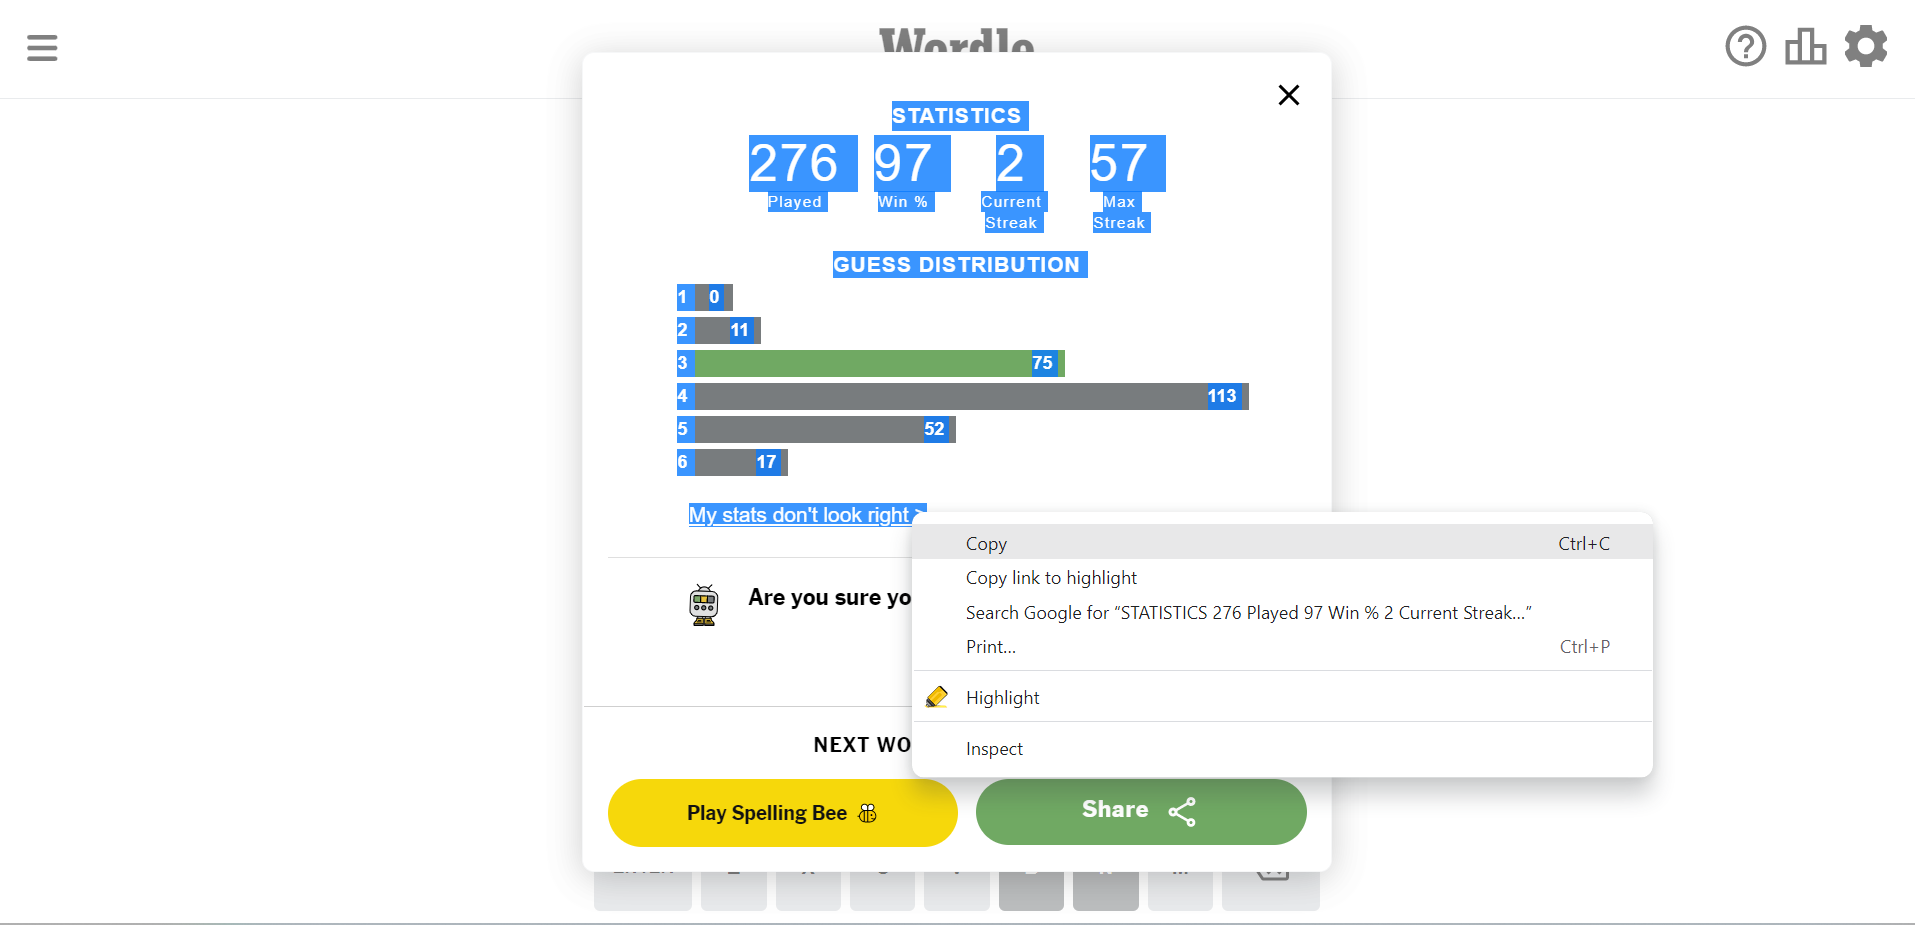 Wordle
STATISTICS
276 97 2 57
Played Win % Current Streak Max Streak
GUESS DISTRIBUTION
1 0
2 11
3 75
4 113
5 52
6 17
My stats don't look right >
Copy Ctrl+C
Copy link to highlight
Search Google for “STATISTICS 276 Played 97 Win % 2 Current Streak...”
Print... Ctrl+P
Highlight
Inspect
Are you sure yo
NEXT WO
Play Spelling Bee
Share